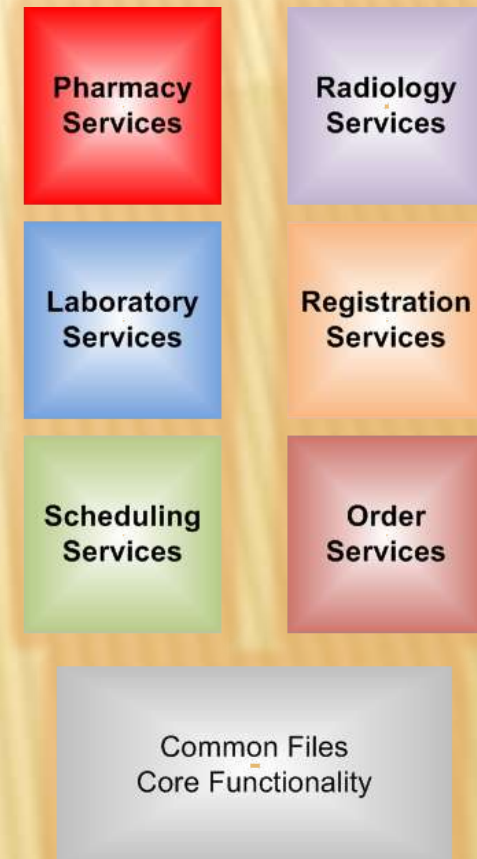 Pharmacy
Services
Radiology
Services
Laboratory
Services
Registration
Services
Scheduling
Services
Order
Services
Common Files
Core Functionality